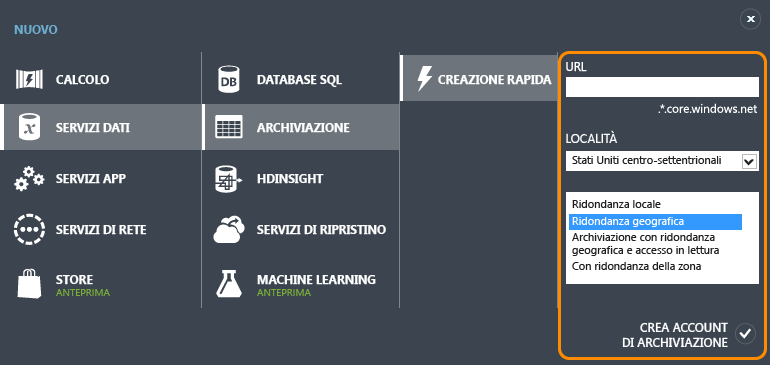 NUOVO
CALCOLO
SERVIZI DATI
SERVIZI APP
SERVIZI DI RETE
STORE
ANTEPRIMA
DB
DATABASE SQL
ARCHIVIAZIONE
HDINSIGHT
SERVIZI DI RIPRISTINO
MACHINE LEARNING
ANTEPRIMA
CREAZIONE RAPIDA
URL
.*.core.windows.net
LOCALITÀ
Stati Uniti centro-settentrionali
Ridondanza locale
Ridondanza geografica
Archiviazione con ridondanza
geografica e accesso in lettura
Con ridondanza della zona
CREA ACCOUNT
DI ARCHIVIAZIONE